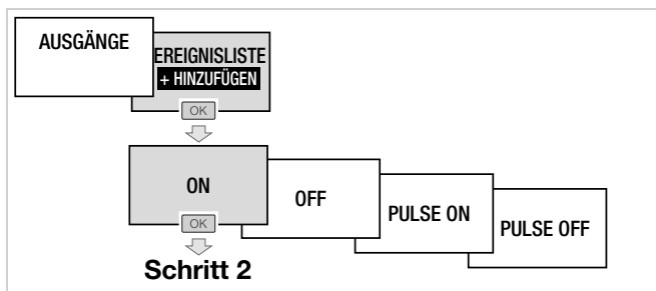 AUSGÄNGE
EREIGNISLISTE
+ HINZUFÜGEN
OK
ON
OFF
PULSE ON
PULSE OFF
OK
Schritt 2